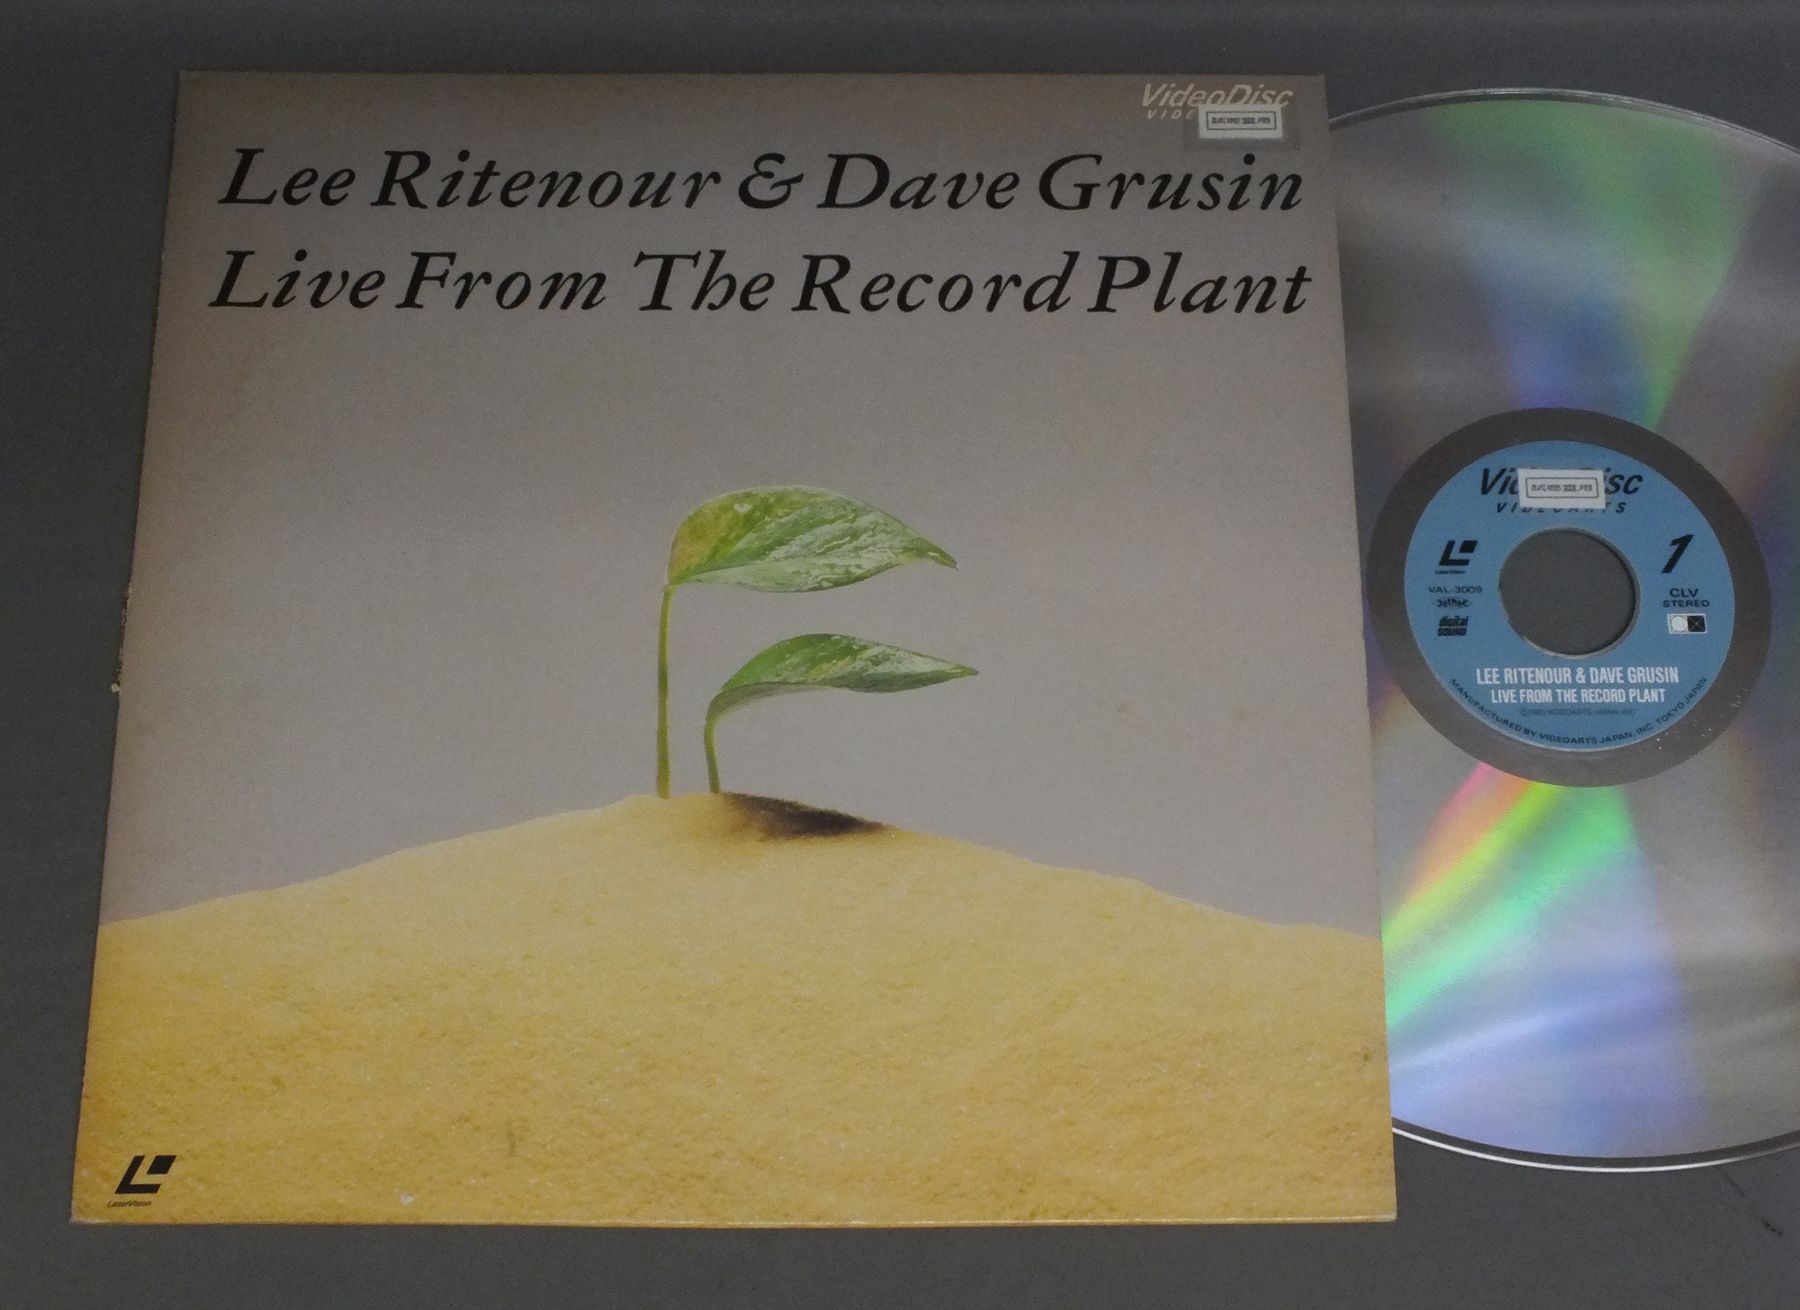 VideoDisc
Lee Ritenour & Dave Grusin
Live From The Record Plant
LaserVision
VIDEOARTS
1
LaserVision
VAL-3009
CLV
STEREO
digital
SOUND
LEE RITENOUR & DAVE GRUSIN
LIVE FROM THE RECORD PLANT
MANUFACTURED BY VIDEOARTS JAPAN, INC. TOKYO JAPAN